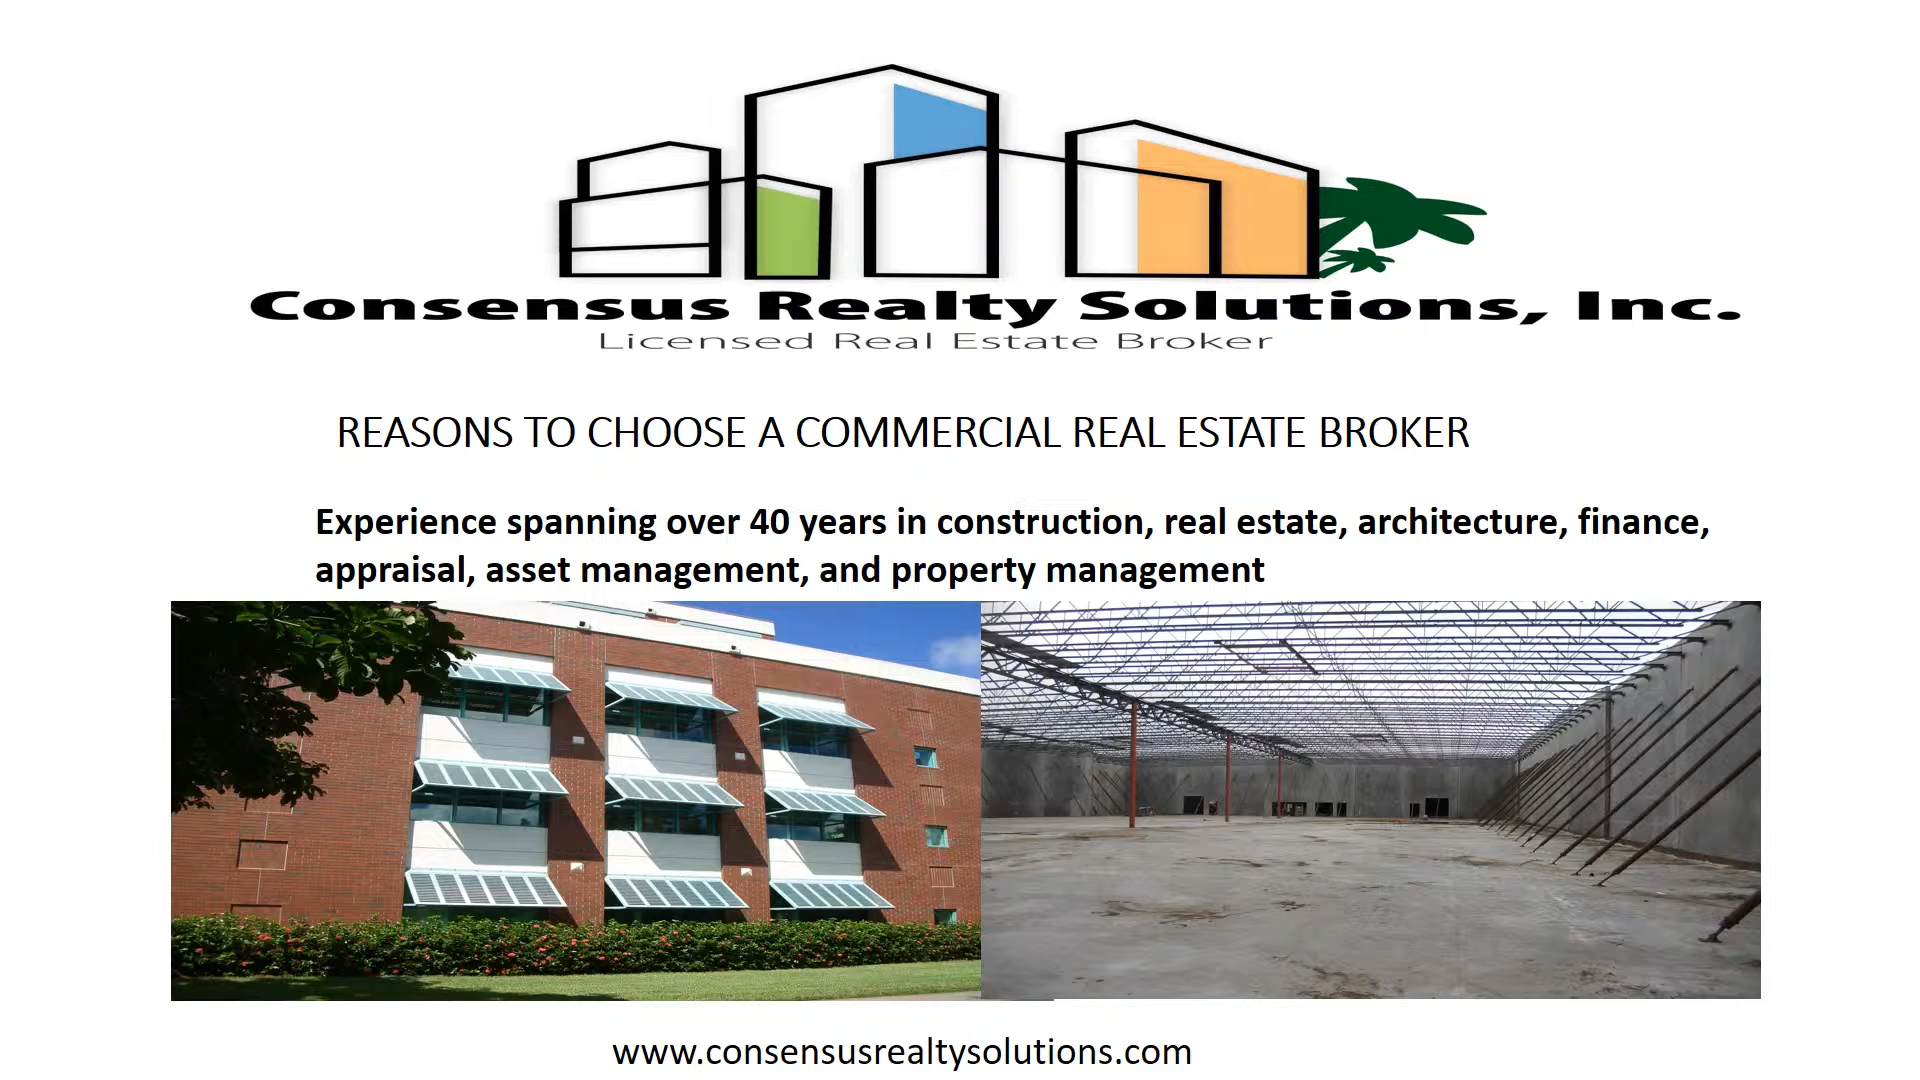 Consensus Realty Solutions, Inc.
Licensed Real Estate Broker
REASONS TO CHOOSE A COMMERCIAL REAL ESTATE BROKER
Experience spanning over 40 years in construction, real estate, architecture, finance,
appraisal, asset management, and property management
www.consensusrealtysolutions.com